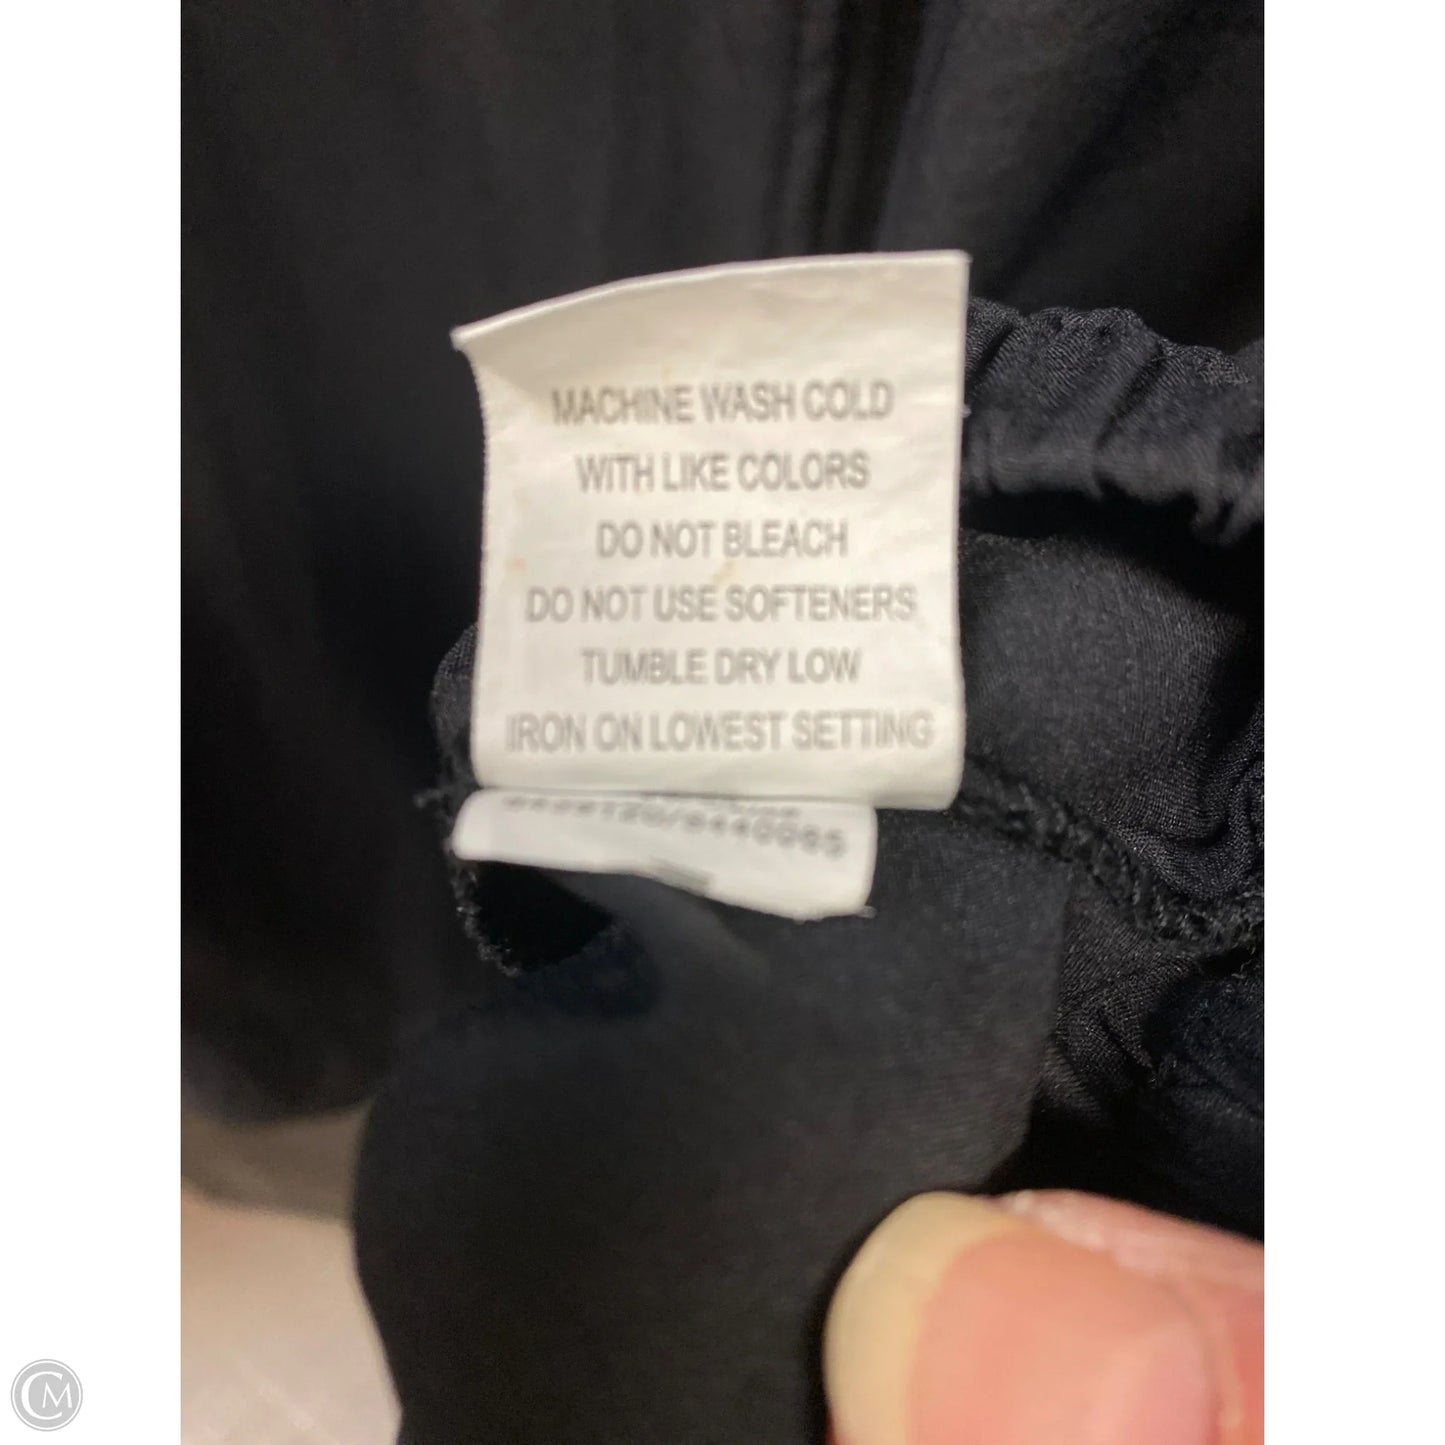 MACHINE WASH COLD
WITH LIKE COLORS
DO NOT BLEACH
DO NOT USE SOFTENERS
TUMBLE DRY LOW
IRON ON LOWEST SETTING
CM